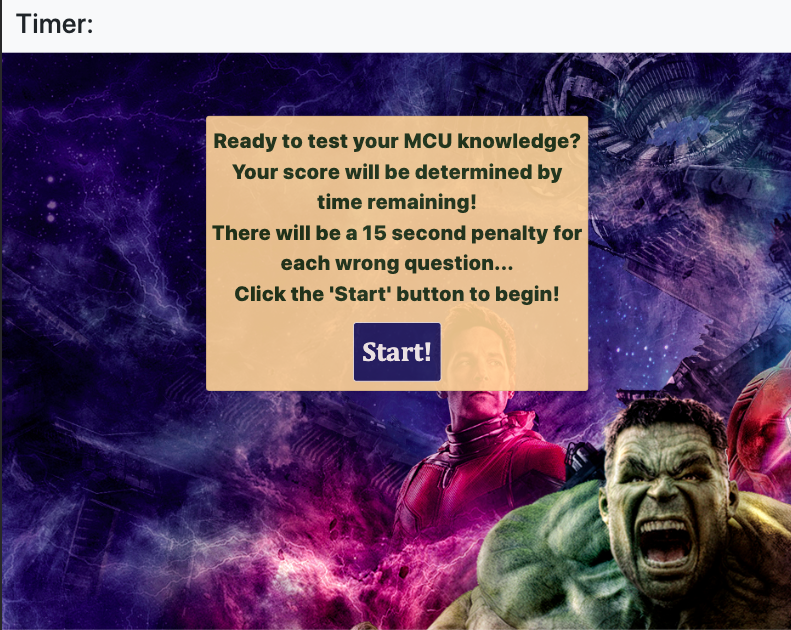 Timer:
Ready to test your MCU knowledge?
Your score will be determined by
time remaining!
There will be a 15 second penalty for
each wrong question...
Click the 'Start' button to begin!
Start!